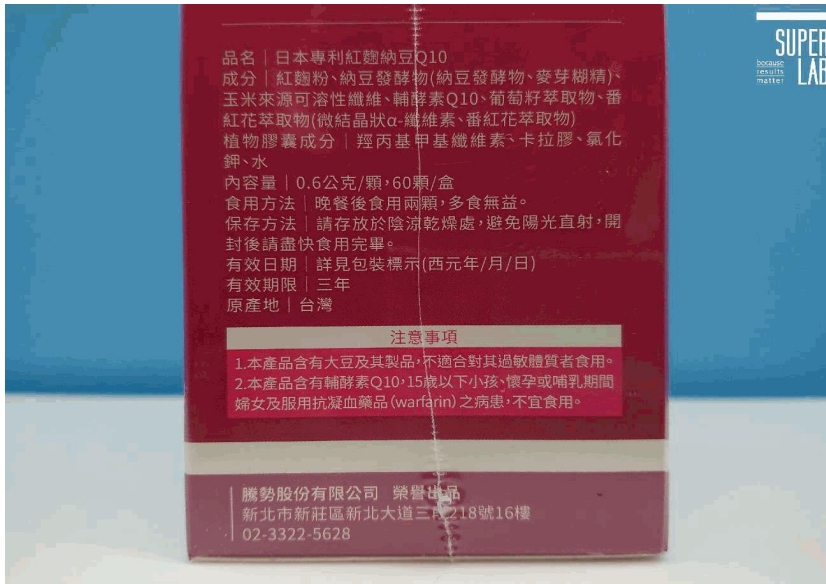 品名｜日本專利紅麴納豆Q10
成分｜紅麴粉、納豆發酵物(納豆發酵物、麥芽糊精)、
玉米來源可溶性纖維、輔酵素Q10、葡萄籽萃取物、番
紅花萃取物(微結晶狀α-纖維素、番紅花萃取物)
植物膠囊成分｜羥丙基甲基纖維素、卡拉膠、氯化
鉀、水
內容量｜0.6公克/顆，60顆/盒
食用方法｜晚餐後食用兩顆，多食無益。
保存方法｜請存放於陰涼乾燥處，避免陽光直射，開
封後請盡快食用完畢。
有效日期｜詳見包裝標示(西元年/月/日)
有效期限｜三年
原產地｜台灣
注意事項
1.本產品含有大豆及其製品，不適合對其過敏體質者食用。
2.本產品含有輔酵素Q10，15歲以下小孩、懷孕或哺乳期間
婦女及服用抗凝血藥品(warfarin)之病患，不宜食用。
騰勢股份有限公司 榮譽出品
新北市新莊區新北大道三段218號16樓
02-3322-5628
SUPER
LAB
because
results
matter